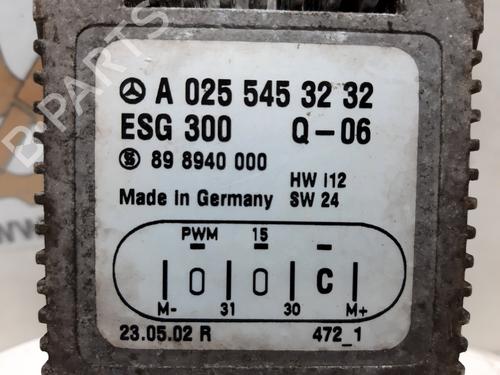 A 025 545 32 32
ESG 300 Q-06
89 8940 000
HW I12
Made in Germany SW 24
PWM 15
C
M- 31 30 M+
23.05.02 R 472_1
B-PARTS